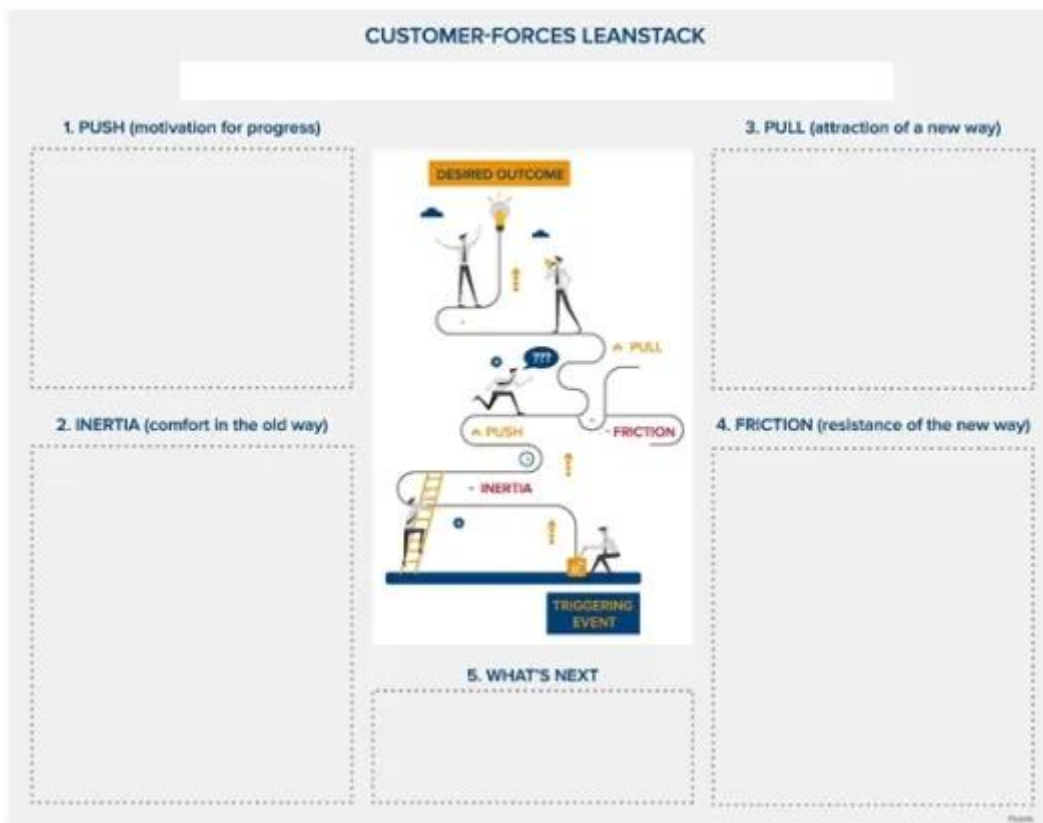 CUSTOMER-FORCES LEANSTACK
1. PUSH (motivation for progress)
3. PULL (attraction of a new way)
DESIRED OUTCOME
PULL
???
2. INERTIA (comfort in the old way)
4. FRICTION (resistance of the new way)
PUSH
- FRICTION
- INERTIA
TRIGGERING
EVENT
5. WHAT'S NEXT